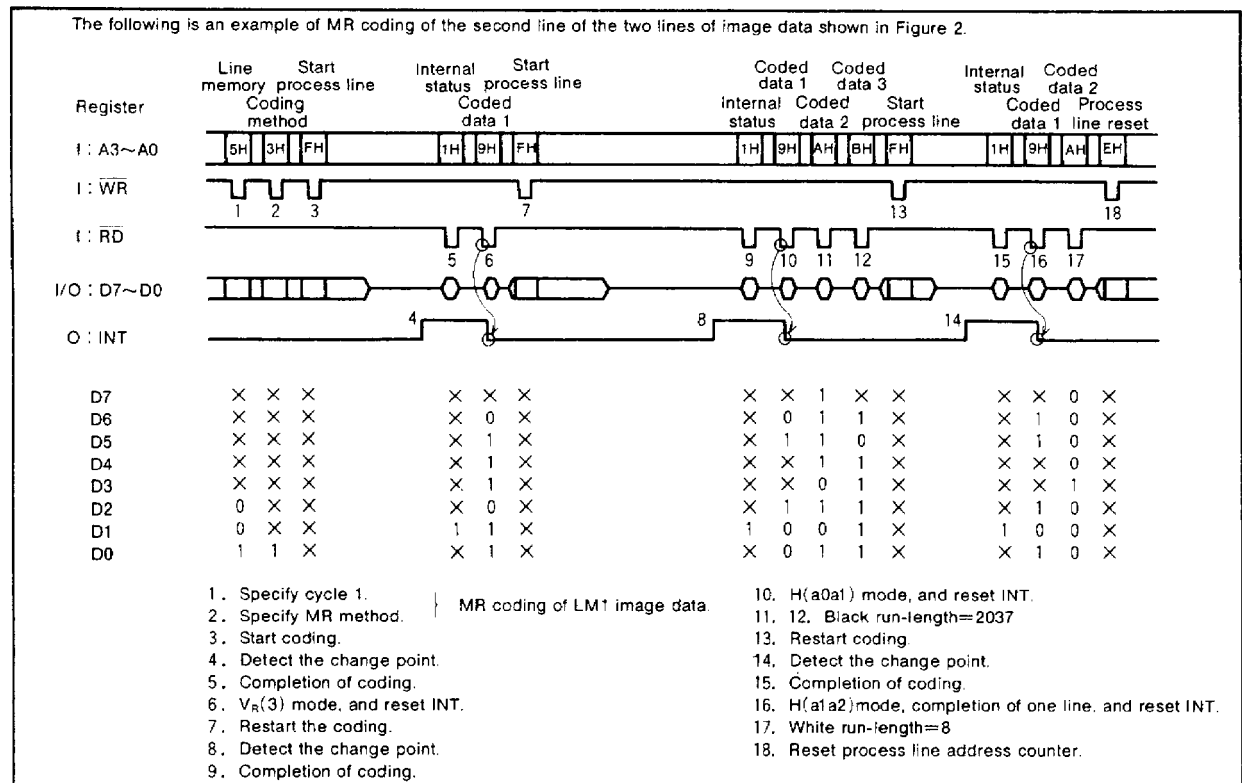 The following is an example of MR coding of the second line of the two lines of image data shown in Figure 2.
Line Start Internal Start Coded Coded Internal Coded
memory process line status process line data 1 data 3 status data 2
Register Coding Coded Internal Coded Start Coded Process
method data 1 status data 2 process line data 1 line reset
I : A3~A0 5H 3H FH 1H 9H FH 1H 9H AH BH FH 1H 9H AH EH
I : WR
1 2 3 7 13 18
I : RD
5 6 9 10 11 12 15 16 17
I/O : D7~D0
4 8 14
O : INT
D7 × × × × × × × × 1 × × × × 0 ×
D6 × × × × 0 × × 0 1 1 × × 1 0 ×
D5 × × × × 1 × × 1 1 0 × × 1 0 ×
D4 × × × × 1 × × × 1 1 × × × 0 ×
D3 × × × × 1 × × × 0 1 × × × 1 ×
D2 0 × × × 0 × × 1 1 1 × × 1 0 ×
D1 0 × × 1 1 × 1 0 0 1 × 1 0 0 ×
D0 1 1 × × 1 × × 0 1 1 × × 1 0 ×
1. Specify cycle 1.
2. Specify MR method.
MR coding of LM1 image data.
3. Start coding.
4. Detect the change point.
5. Completion of coding.
6. VR(3) mode, and reset INT.
7. Restart the coding.
8. Detect the change point.
9. Completion of coding.
10. H(a0a1) mode, and reset INT.
11. 12. Black run-length=2037
13. Restart coding.
14. Detect the change point.
15. Completion of coding.
16. H(a1a2)mode, completion of one line, and reset INT.
17. White run-length=8
18. Reset process line address counter.